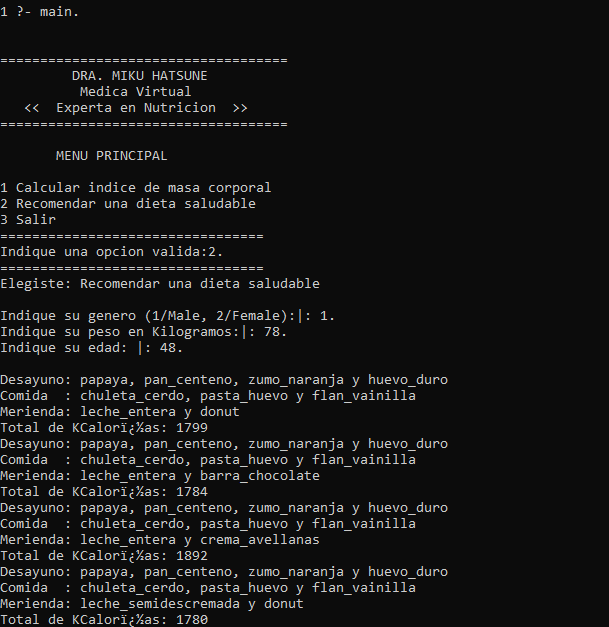 1 ?- main.
====================================
DRA. MIKU HATSUNE
Medica Virtual
<<  Experta en Nutricion  >>
====================================
MENU PRINCIPAL
1 Calcular indice de masa corporal
2 Recomendar una dieta saludable
3 Salir
=================================
Indique una opcion valida:2.
=================================
Elegiste: Recomendar una dieta saludable
Indique su genero (1/Male, 2/Female):|: 1.
Indique su peso en Kilogramos:|: 78.
Indique su edad: |: 48.
Desayuno: papaya, pan_centeno, zumo_naranja y huevo_duro
Comida  : chuleta_cerdo, pasta_huevo y flan_vainilla
Merienda: leche_entera y donut
Total de KCalorï¿½as: 1799
Desayuno: papaya, pan_centeno, zumo_naranja y huevo_duro
Comida  : chuleta_cerdo, pasta_huevo y flan_vainilla
Merienda: leche_entera y barra_chocolate
Total de KCalorï¿½as: 1784
Desayuno: papaya, pan_centeno, zumo_naranja y huevo_duro
Comida  : chuleta_cerdo, pasta_huevo y flan_vainilla
Merienda: leche_entera y crema_avellanas
Total de KCalorï¿½as: 1892
Desayuno: papaya, pan_centeno, zumo_naranja y huevo_duro
Comida  : chuleta_cerdo, pasta_huevo y flan_vainilla
Merienda: leche_semidescremada y donut
Total de KCalorï¿½as: 1780